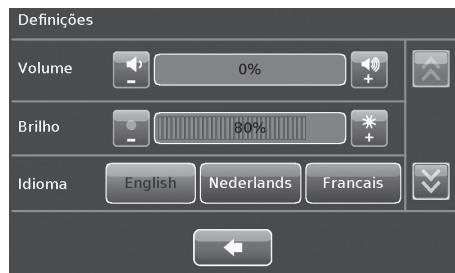 Definições
Volume - 0% +
Brilho - 80% +
Idioma English Nederlands Francais